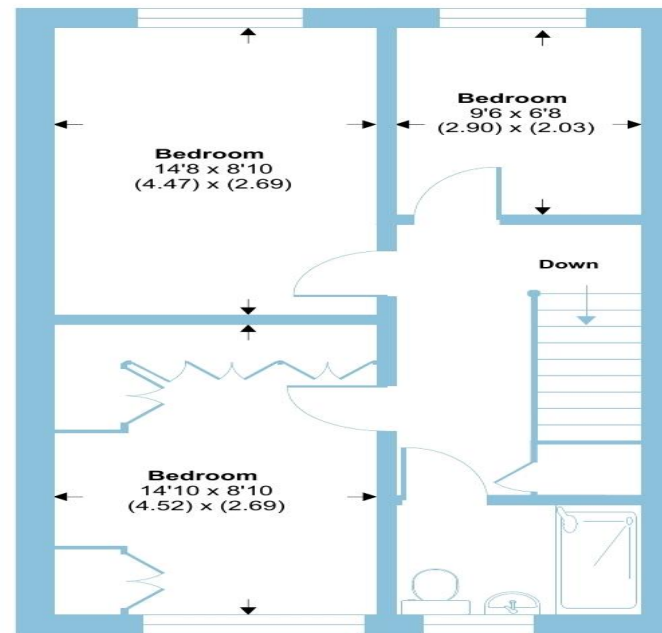 Bedroom
14'8 x 8'10
(4.47) x (2.69)
Bedroom
9'6 x 6'8
(2.90) x (2.03)
Down
Bedroom
14'10 x 8'10
(4.52) x (2.69)